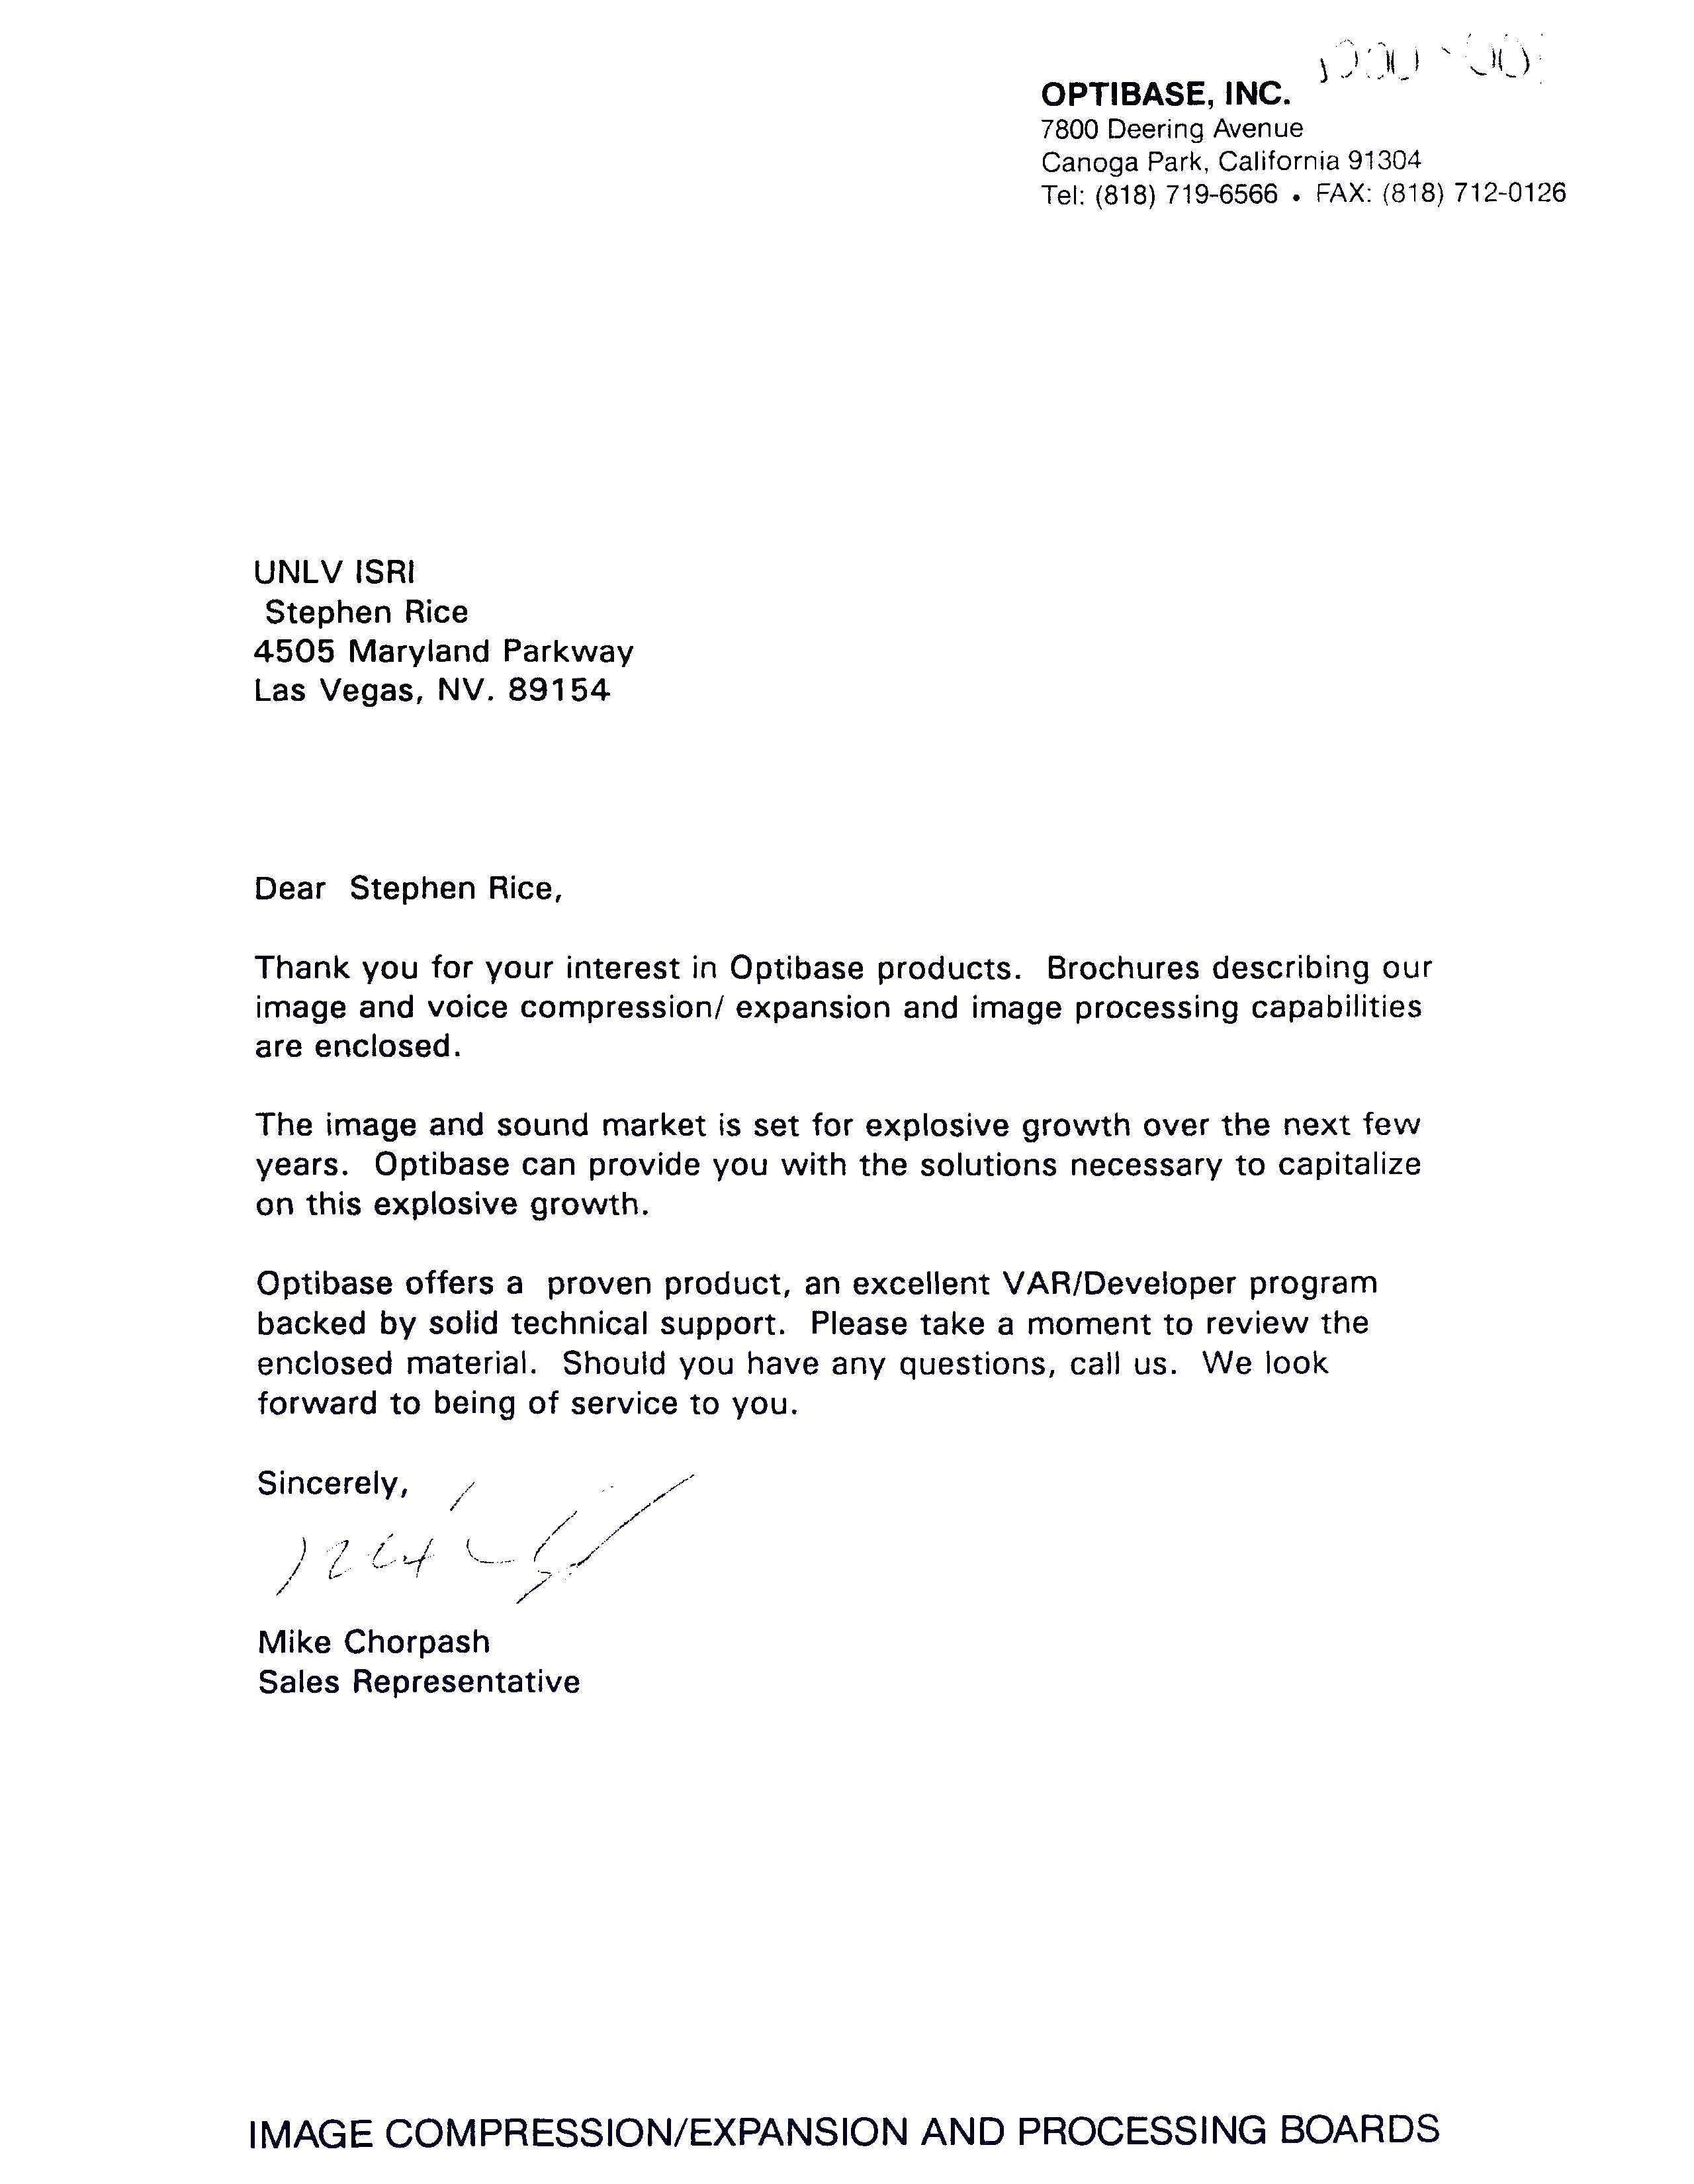 OPTIBASE, INC.
7800 Deering Avenue
Canoga Park, California 91304
Tel: (818) 719-6566 • FAX: (818) 712-0126
UNLV ISRI
Stephen Rice
4505 Maryland Parkway
Las Vegas, NV. 89154
Dear  Stephen Rice,
Thank you for your interest in Optibase products.  Brochures describing our
image and voice compression/ expansion and image processing capabilities
are enclosed.
The image and sound market is set for explosive growth over the next few
years.  Optibase can provide you with the solutions necessary to capitalize
on this explosive growth.
Optibase offers a  proven product, an excellent VAR/Developer program
backed by solid technical support.  Please take a moment to review the
enclosed material.  Should you have any questions, call us.  We look
forward to being of service to you.
Sincerely,
Mike Chorpash
Sales Representative
IMAGE COMPRESSION/EXPANSION AND PROCESSING BOARDS